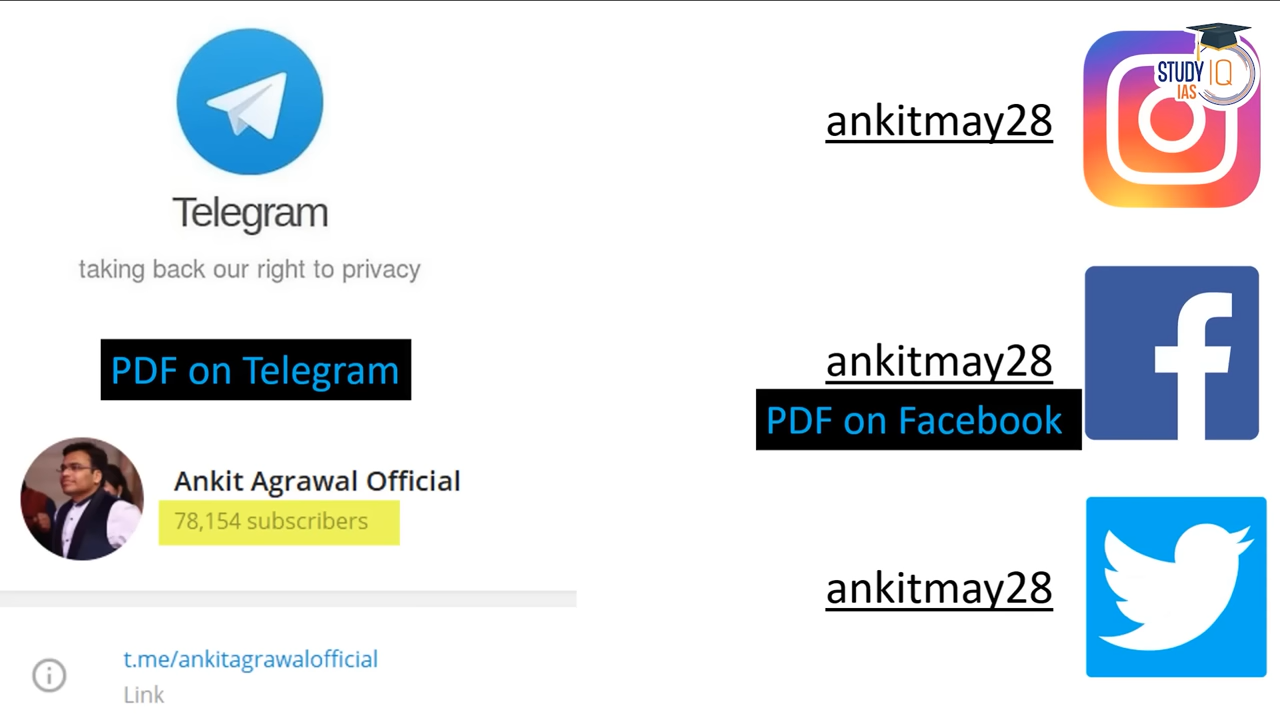 Telegram
taking back our right to privacy
PDF on Telegram
Ankit Agrawal Official
78,154 subscribers
t.me/ankitagrawalofficial
Link
STUDY IQ
IAS
ankitmay28
ankitmay28
PDF on Facebook
ankitmay28